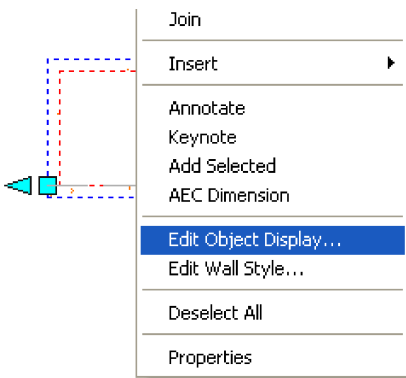 Join
Insert
Annotate
Keynote
Add Selected
AEC Dimension
Edit Object Display...
Edit Wall Style...
Deselect All
Properties